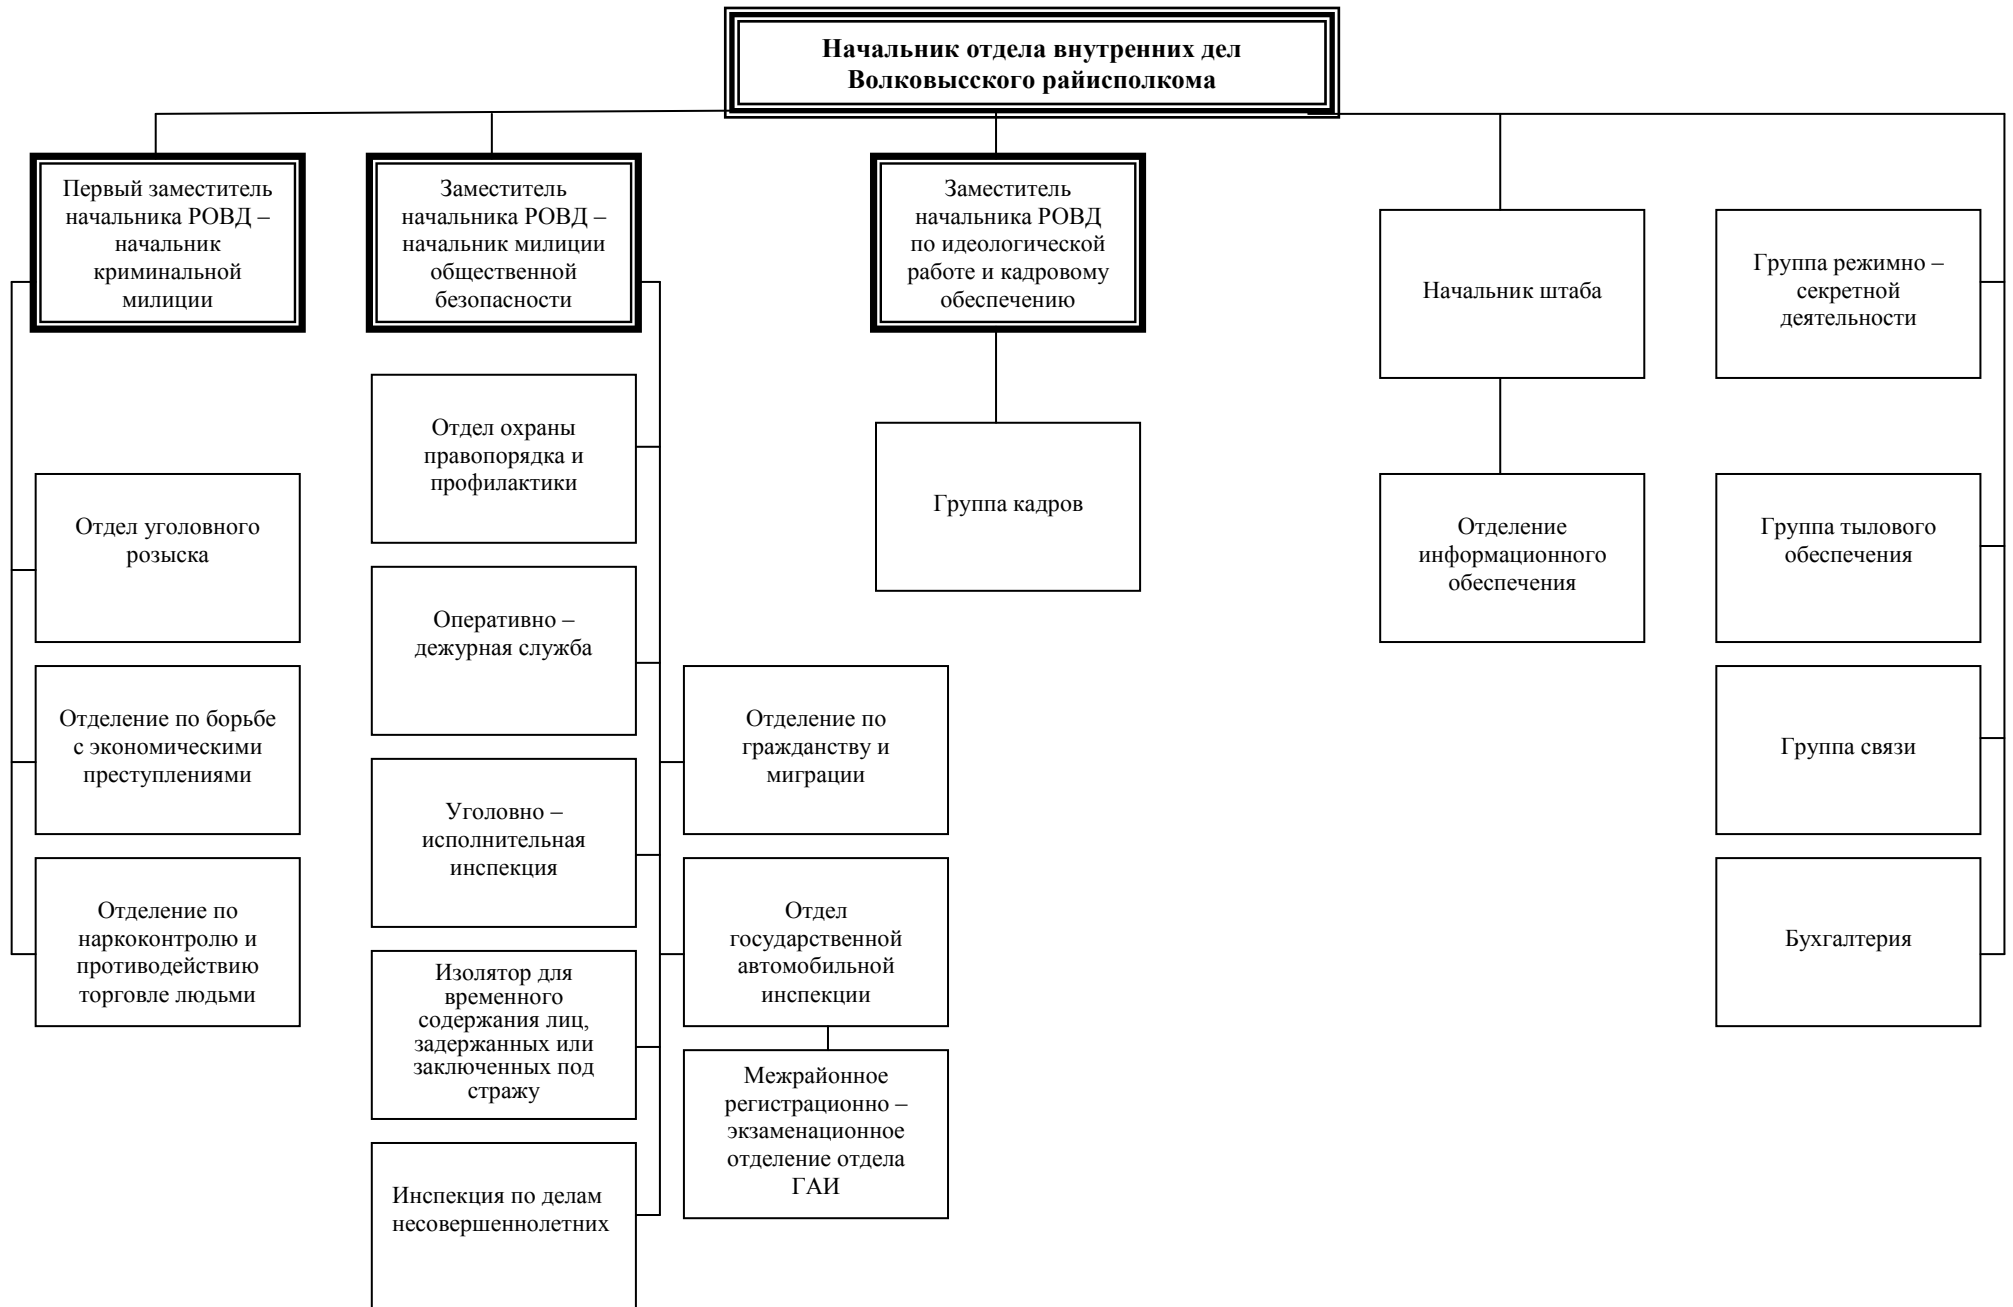 Начальник отдела внутренних дел
Волковысского райисполкома
Первый заместитель
начальника РОВД –
начальник
криминальной
милиции
Заместитель
начальника РОВД –
начальник милиции
общественной
безопасности
Заместитель
начальника РОВД
по идеологической
работе и кадровому
обеспечению
Начальник штаба
Группа режимно –
секретной
деятельности
Отдел охраны
правопорядка и
профилактики
Группа кадров
Отдел уголовного
розыска
Отделение
информационного
обеспечения
Группа тылового
обеспечения
Оперативно –
дежурная служба
Отделение по борьбе
с экономическими
преступлениями
Отделение по
гражданству и
миграции
Группа связи
Уголовно –
исполнительная
инспекция
Отделение по
наркоконтролю и
противодействию
торговле людьми
Отдел
государственной
автомобильной
инспекции
Бухгалтерия
Изолятор для
временного
содержания лиц,
задержанных или
заключенных под
стражу
Межрайонное
регистрационно –
экзаменационное
отделение отдела
ГАИ
Инспекция по делам
несовершеннолетних